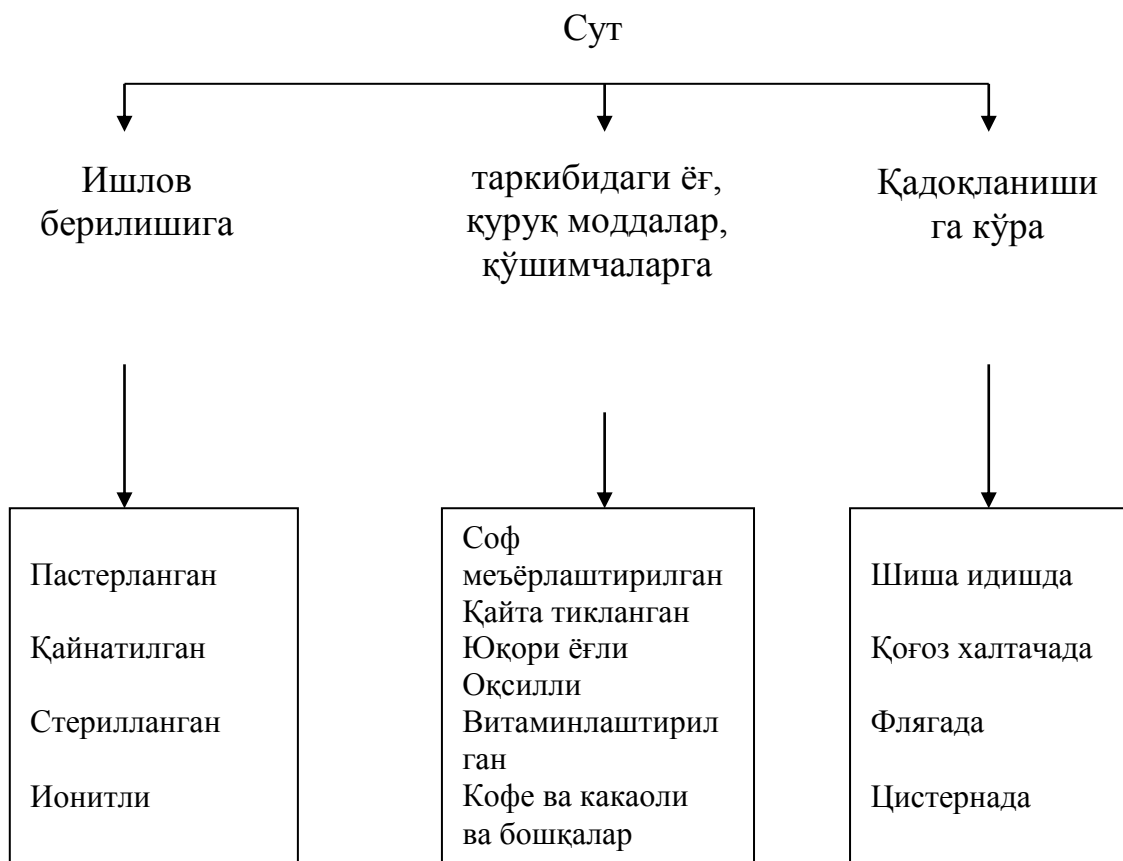 Сут
Ишлов
берилишига
таркибидаги ёғ,
қуруқ моддалар,
қўшимчаларга
Қадоқланиши
га кўра
Пастерланган
Қайнатилган
Стерилланган
Ионитли
Соф
меъёрлаштирилган
Қайта тикланган
Юқори ёғли
Оқсилли
Витаминлаштирил
ган
Кофе ва какаоли
ва бошқалар
Шиша идишда
Қоғоз халтачада
Флягада
Цистернада